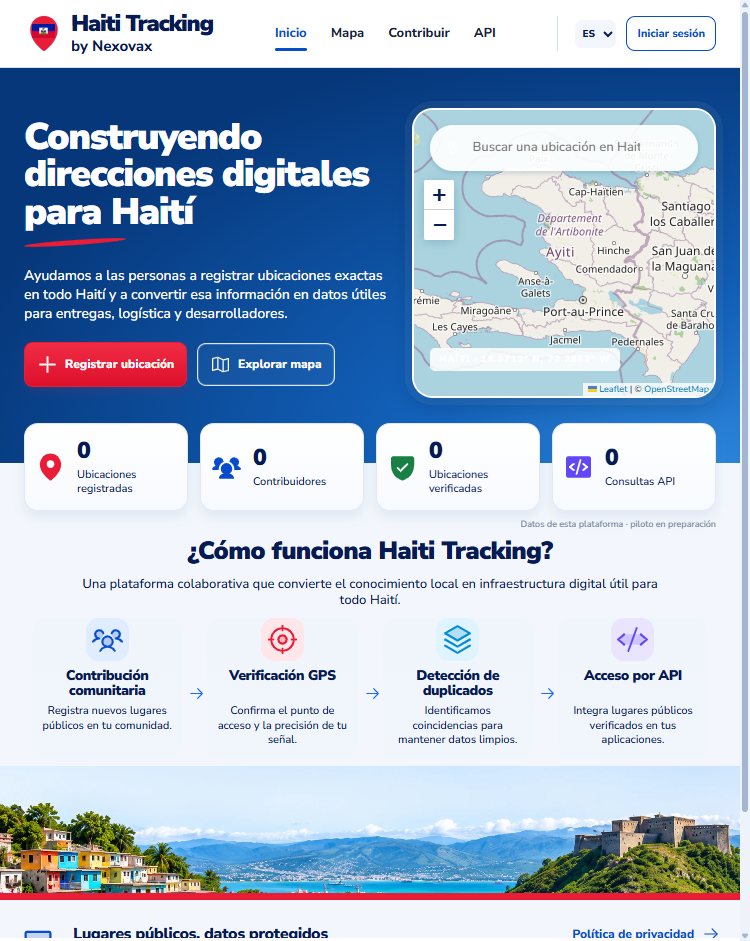 Haiti Tracking
by Nexovax
Inicio
Mapa
Contribuir
API
ES
Iniciar sesión
Construyendo
direcciones digitales
para Haití
Ayudamos a las personas a registrar ubicaciones exactas
en todo Haití y a convertir esa información en datos útiles
para entregas, logística y desarrolladores.
Registrar ubicación
Explorar mapa
Buscar una ubicación en Hait
+
−
Cap-Haïtien
Santiago
los Caballer
Département
de l'Artibonite
Ayiti
Hinche
San Juan de
la Maguana
Comendador
Anse-à-
Galets
rémie
Miragoâne
Port-au-Prince
Santa Cru
de Baraho
Les Cayes
Jacmel
Pedernales
Leaflet | © OpenStreetMap
0
Ubicaciones
registradas
0
Contribuidores
0
Ubicaciones
verificadas
0
Consultas API
Datos de esta plataforma · piloto en preparación
¿Cómo funciona Haiti Tracking?
Una plataforma colaborativa que convierte el conocimiento local en infraestructura digital útil para
todo Haití.
Contribución
comunitaria
Registra nuevos lugares
públicos en tu comunidad.
Verificación GPS
Confirma el punto de
acceso y la precisión de tu
señal.
Detección de
duplicados
Identificamos
coincidencias para
mantener datos limpios.
Acceso por API
Integra lugares públicos
verificados en tus
aplicaciones.
Lugares públicos, datos protegidos
Política de privacidad